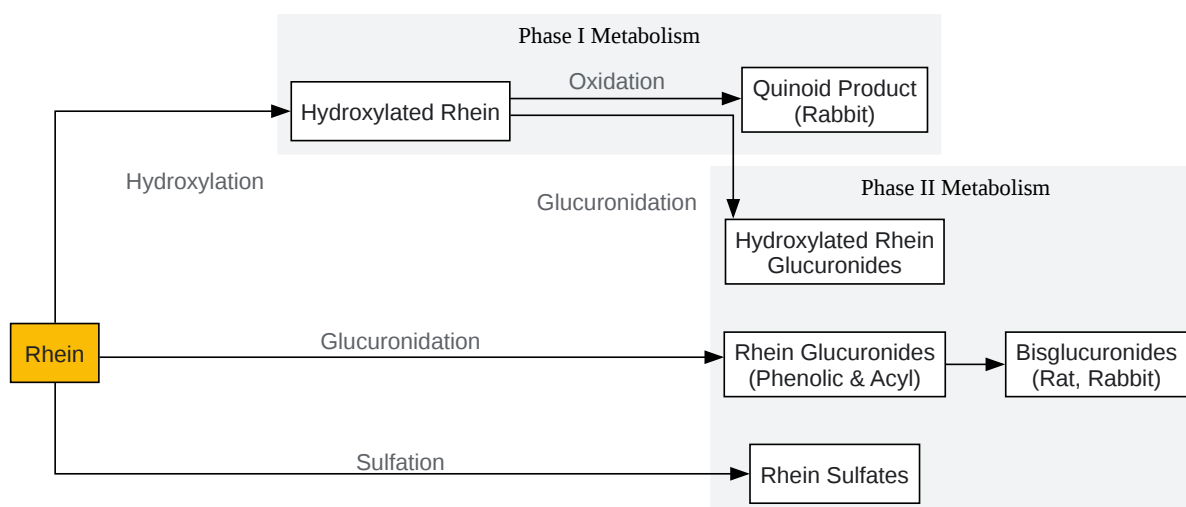 Phase I Metabolism
Oxidation
Hydroxylated Rhein
Quinoid Product
(Rabbit)
Hydroxylation
Phase II Metabolism
Glucuronidation
Hydroxylated Rhein
Glucuronides
Rhein
Glucuronidation
Rhein Glucuronides
(Phenolic & Acyl)
Bisglucuronides
(Rat, Rabbit)
Sulfation
Rhein Sulfates